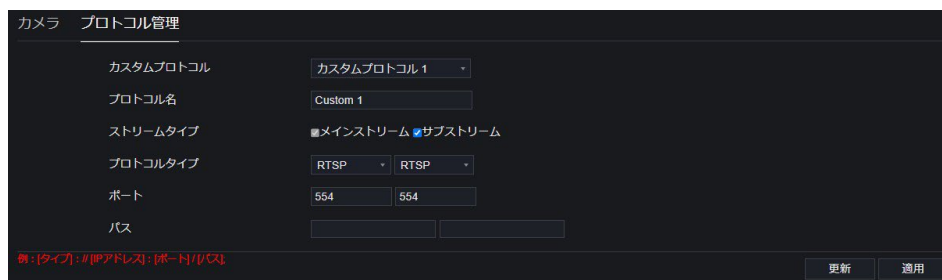 カメラ プロトコル管理
カスタムプロトコル カスタムプロトコル 1
プロトコル名 Custom 1
ストリームタイプ メインストリーム サブストリーム
プロトコルタイプ RTSP RTSP
ポート 554 554
パス
例 : [タイプ] : // [IPアドレス] : [ポート] / [パス];
更新 適用